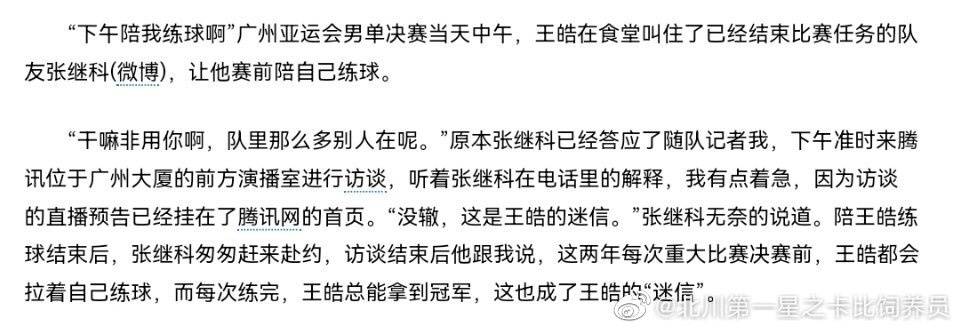 “下午陪我练球啊”广州亚运会男单决赛当天中午，王皓在食堂叫住了已经结束比赛任务的队
友张继科(微博)，让他赛前陪自己练球。
“干嘛非用你啊，队里那么多别人在呢。”原本张继科已经答应了随队记者我，下午准时来腾
讯位于广州大厦的前方演播室进行访谈，听着张继科在电话里的解释，我有点着急，因为访谈
的直播预告已经挂在了腾讯网的首页。“没辙，这是王皓的迷信。”张继科无奈的说道。陪王皓练
球结束后，张继科匆匆赶来赴约，访谈结束后他跟我说，这两年每次重大比赛决赛前，王皓都会
拉着自己练球，而每次练完，王皓总能拿到冠军，这也成了王皓的“迷信”。
@北川第一星之卡比饲养员